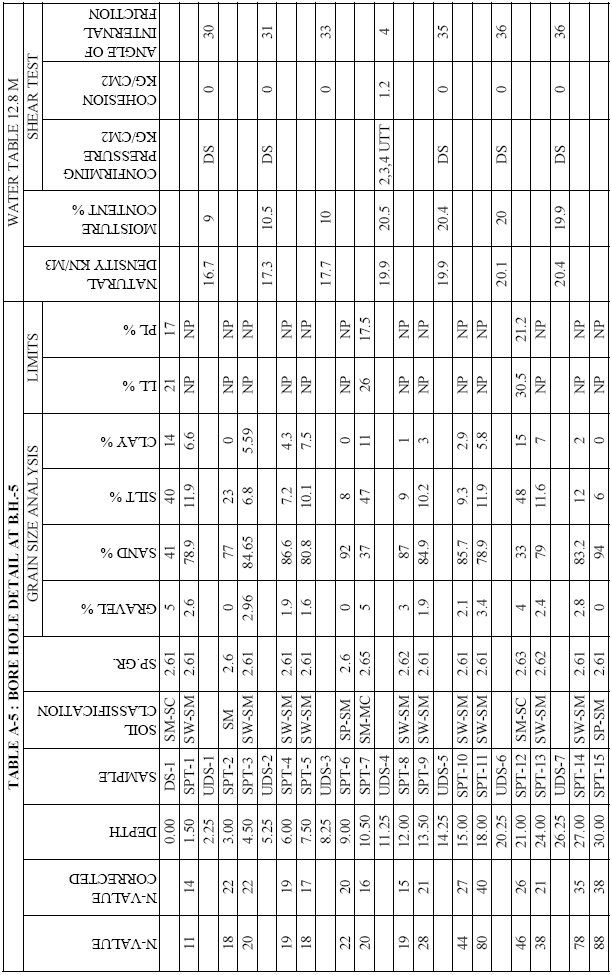 TABLE A-5 : BORE HOLE DETAIL AT B.H.-5
WATER TABLE 12.8 M
GRAIN SIZE ANALYSIS LIMITS SHEAR TEST
N-VALUE
N-VALUE CORRECTED
DEPTH
SAMPLE
SOIL CLASSIFICATION
SP.GR.
GRAVEL %
SAND %
SILT %
CLAY %
LL %
PL %
NATURAL DENSITY KN/M3
MOISTURE CONTENT %
CONFIRMING PRESSURE KG/CM2
COHESION KG/CM2
ANGLE OF INTERNAL FRICTION
0.00 DS-1 SM-SC 2.61 5 41 40 14 21 17
11 14 1.50 SPT-1 SW-SM 2.61 2.6 78.9 11.9 6.6 NP NP
2.25 UDS-1 16.7 9 DS 0 30
18 22 3.00 SPT-2 SM 2.6 0 77 23 0 NP NP
20 22 4.50 SPT-3 SW-SM 2.61 2.96 84.65 6.8 5.59 NP NP
5.25 UDS-2 17.3 10.5 DS 0 31
19 19 6.00 SPT-4 SW-SM 2.61 1.9 86.6 7.2 4.3 NP NP
18 17 7.50 SPT-5 SW-SM 2.61 1.6 80.8 10.1 7.5 NP NP
8.25 UDS-3 17.7 10 0 33
22 20 9.00 SPT-6 SP-SM 2.6 0 92 8 0 NP NP
20 16 10.50 SPT-7 SM-MC 2.65 5 37 47 11 26 17.5
11.25 UDS-4 19.9 20.5 2,3,4 UTT 1.2 4
19 15 12.00 SPT-8 SW-SM 2.62 3 87 9 1 NP NP
28 21 13.50 SPT-9 SW-SM 2.61 1.9 84.9 10.2 3 NP NP
14.25 UDS-5 19.9 20.4 DS 0 35
44 27 15.00 SPT-10 SW-SM 2.61 2.1 85.7 9.3 2.9 NP NP
80 40 18.00 SPT-11 SW-SM 2.61 3.4 78.9 11.9 5.8 NP NP
20.25 UDS-6 20.1 20 DS 0 36
46 26 21.00 SPT-12 SM-SC 2.63 4 33 48 15 30.5 21.2
38 21 24.00 SPT-13 SW-SM 2.62 2.4 79 11.6 7 NP NP
26.25 UDS-7 20.4 19.9 DS 0 36
78 35 27.00 SPT-14 SW-SM 2.61 2.8 83.2 12 2 NP NP
88 38 30.00 SPT-15 SP-SM 2.61 0 94 6 0 NP NP